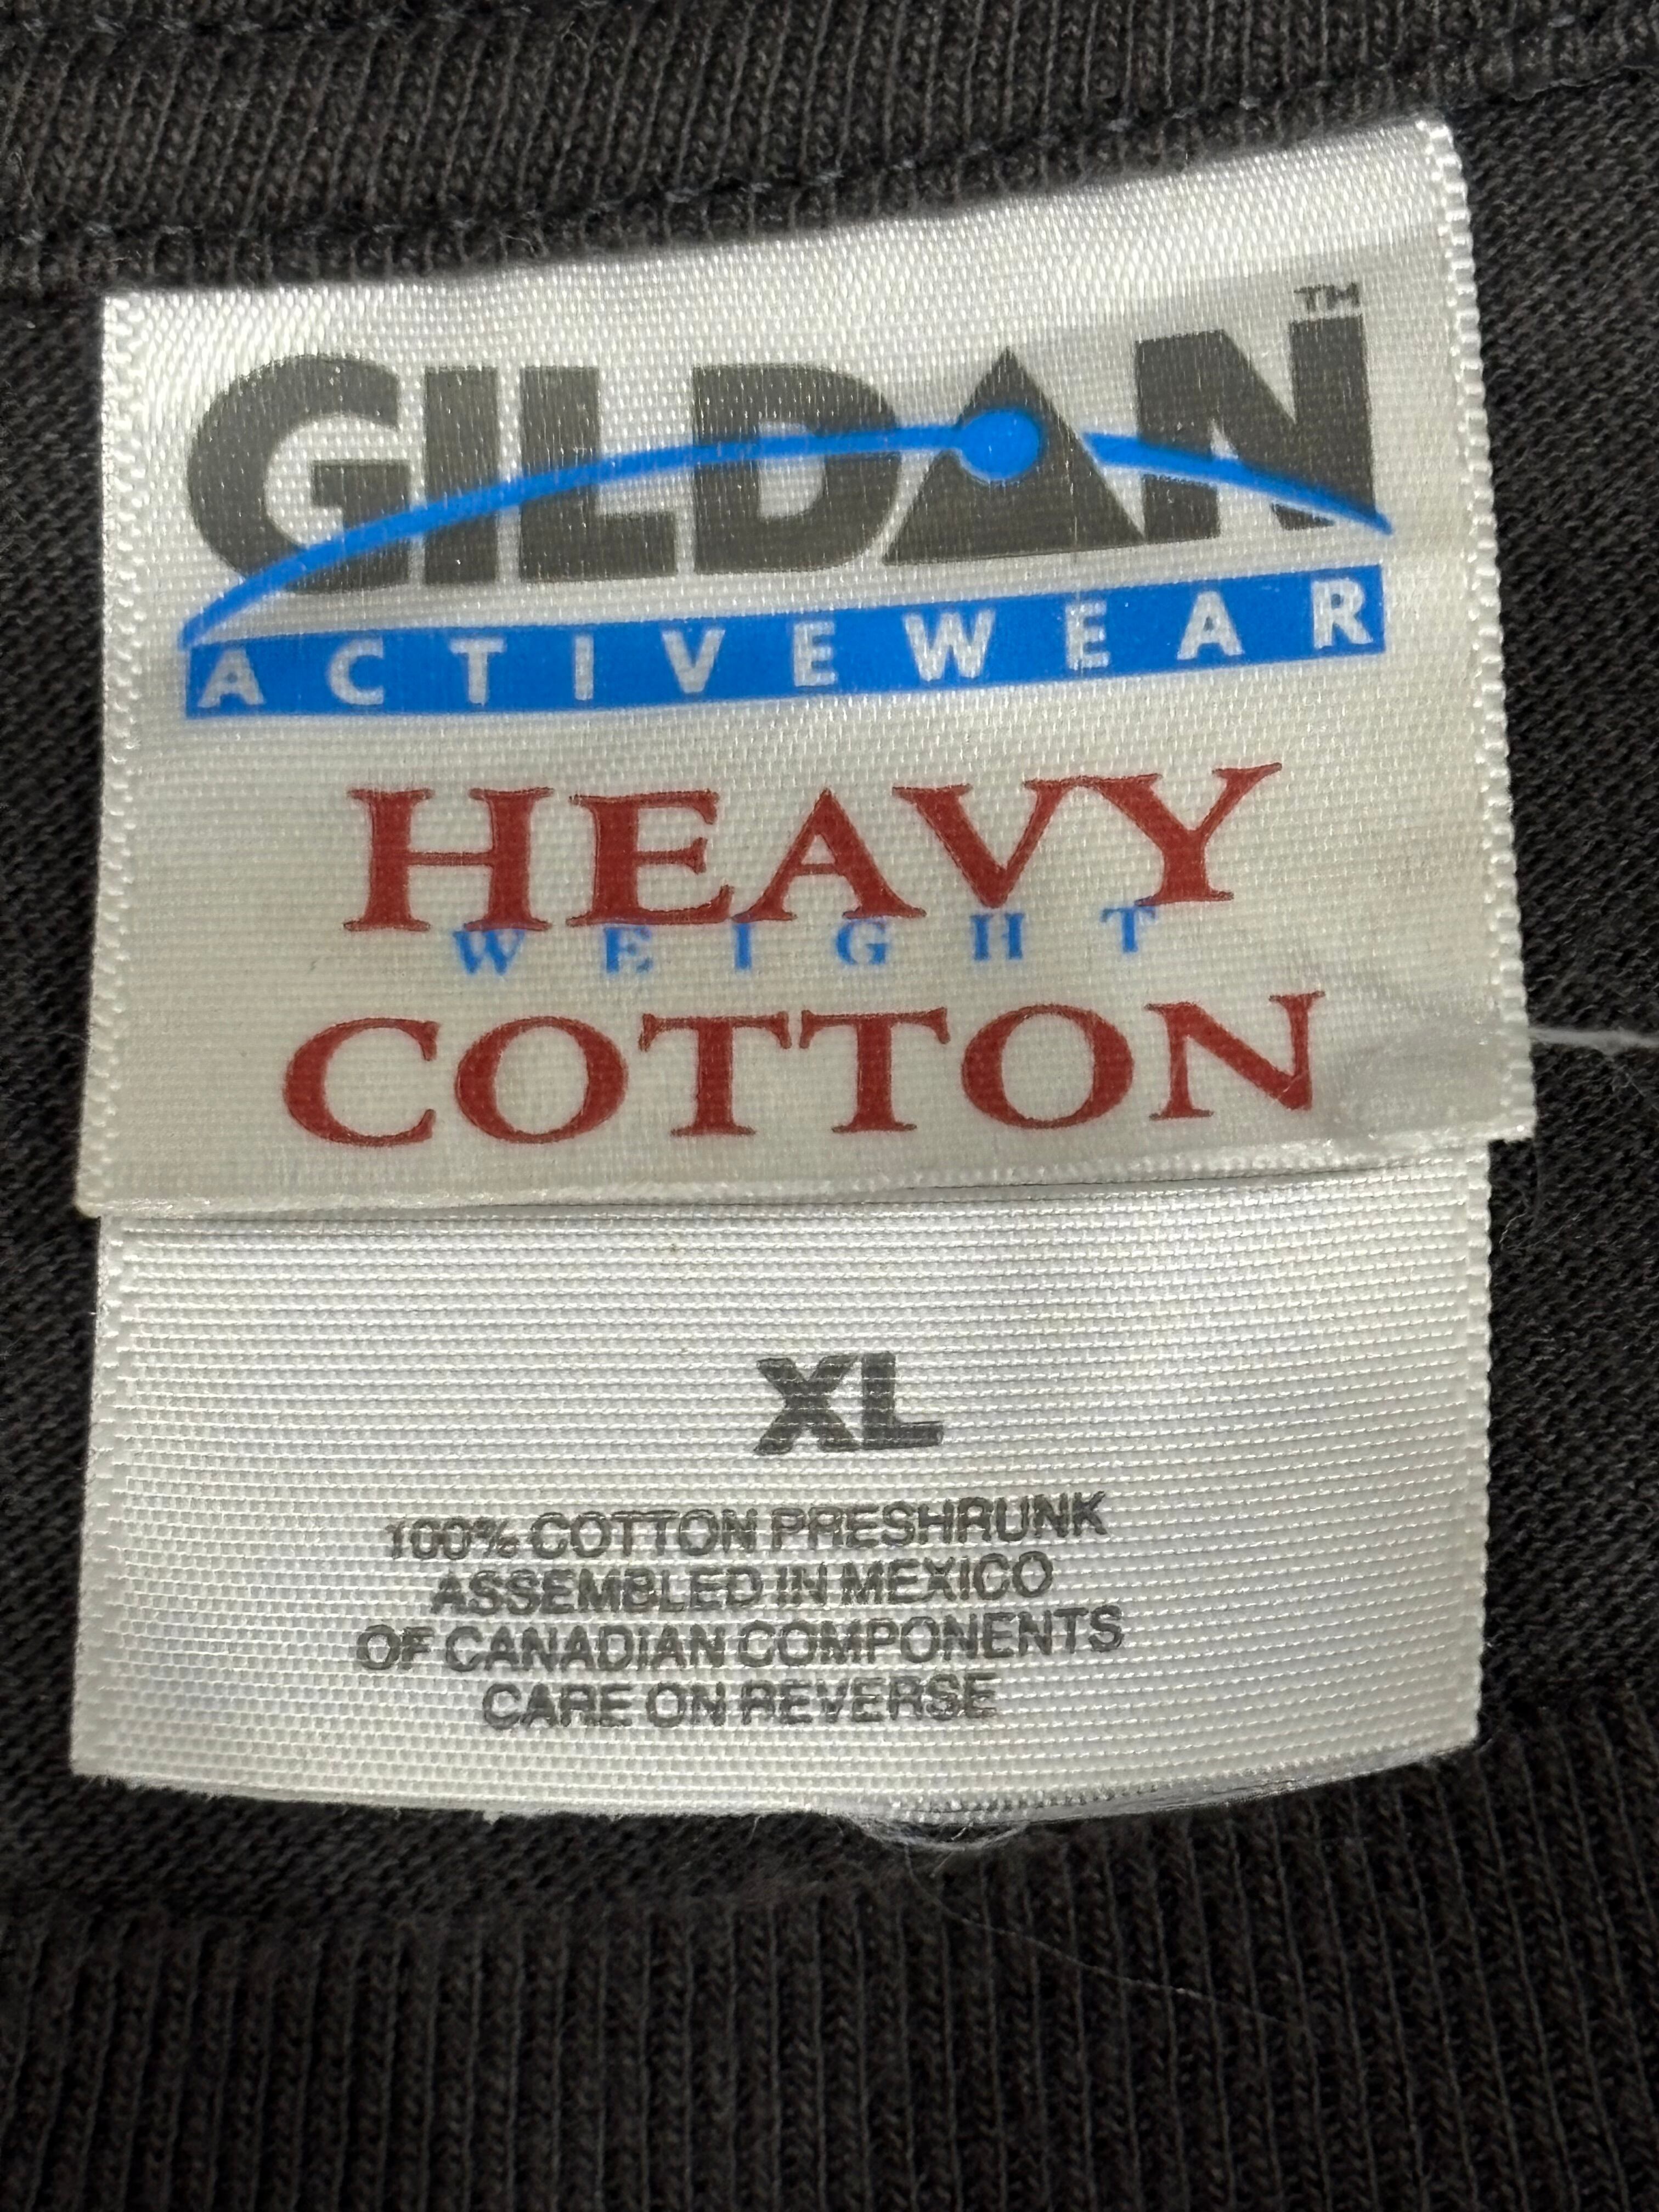 GILDAN™
ACTIVEWEAR
HEAVY
WEIGHT
COTTON
XL
100% COTTON PRESHRUNK
ASSEMBLED IN MEXICO
OF CANADIAN COMPONENTS
CARE ON REVERSE